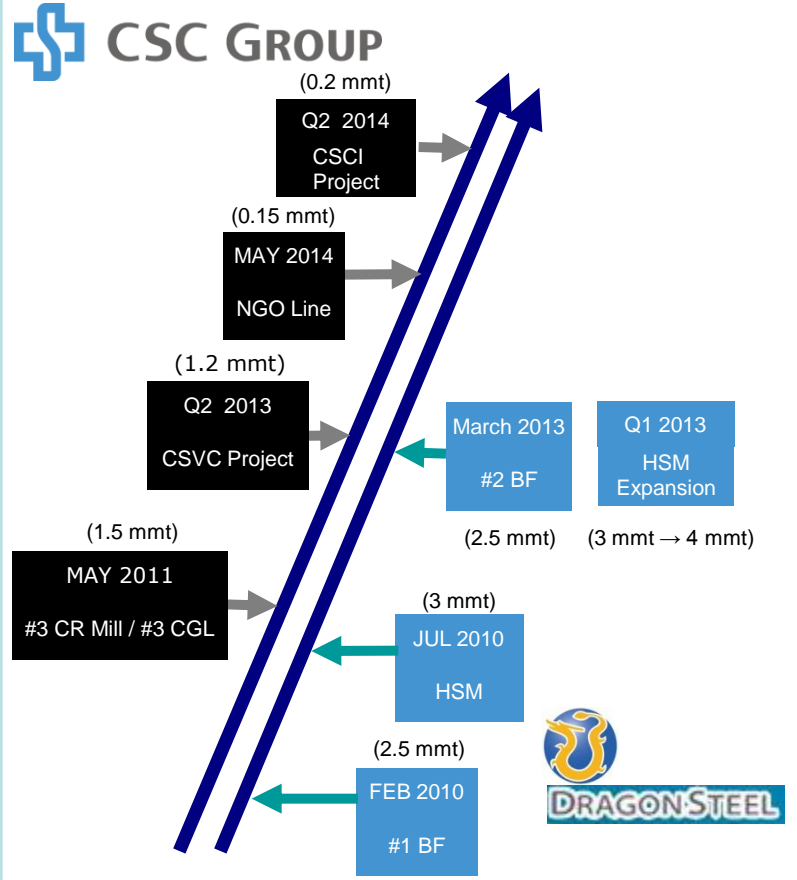 CSC GROUP
(0.2 mmt)
Q2 2014
CSCI
Project
(0.15 mmt)
MAY 2014
NGO Line
(1.2 mmt)
Q2 2013
CSVC Project
March 2013
#2 BF
(2.5 mmt)
Q1 2013
HSM
Expansion
(3 mmt → 4 mmt)
(1.5 mmt)
MAY 2011
#3 CR Mill / #3 CGL
(3 mmt)
JUL 2010
HSM
(2.5 mmt)
FEB 2010
#1 BF
DRAGON STEEL